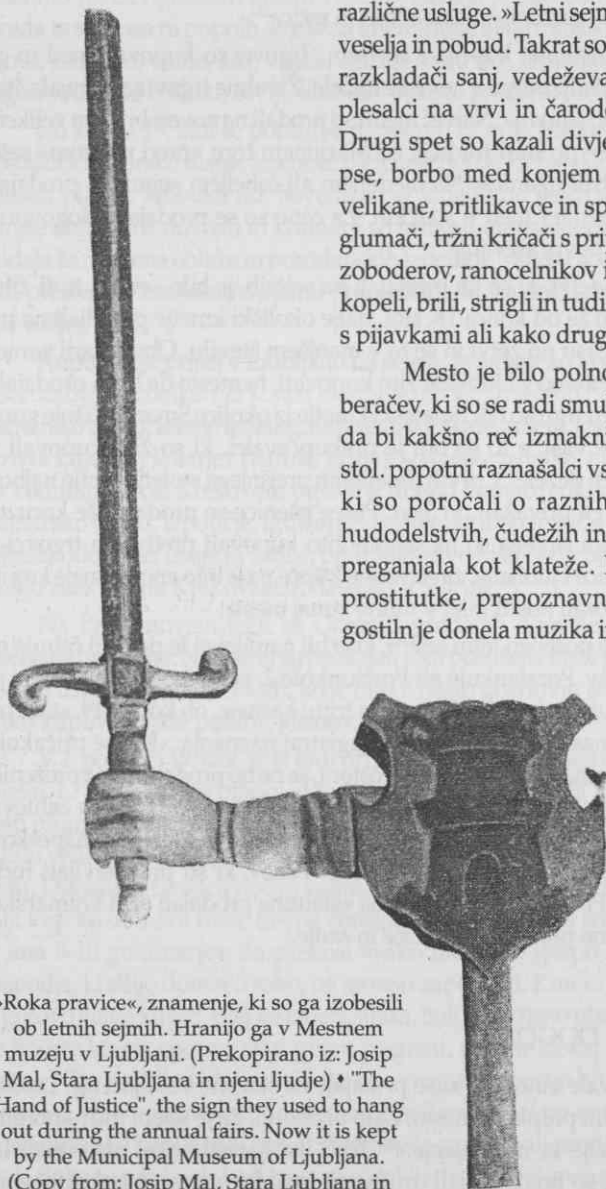 različne usluge. »Letni sejm
veselja in pobud. Takrat so
razkladači sanj, vedeževa
plesalci na vrvi in čarode
Drugi spet so kazali divje
pse, borbo med konjem
velikane, pritlikavce in sp
glumači, tržni kričači s pri
zoboderov, ranocelnikov i
kopeli, brili, strigli in tudi
s pijavkami ali kako drug
Mesto je bilo polno
beračev, ki so se radi smu
da bi kakšno reč izmakn
stol. popotni raznašalci vs
ki so poročali o raznih
hudodelstvih, čudežih in
preganjala kot klateže.
prostitutke, prepoznavn
gostiln je donela muzika i
»Roka pravice«, znamenje, ki so ga izobesili
ob letnih sejmih. Hranijo ga v Mestnem
muzeju v Ljubljani. (Prekopirano iz: Josip
Mal, Stara Ljubljana in njeni ljudje) • "The
Hand of Justice", the sign they used to hang
out during the anual fairs. Now it is kept
by the Municipal Museum of Ljubljana.
(Copy from: Josip Mal, Stara Ljubljana in